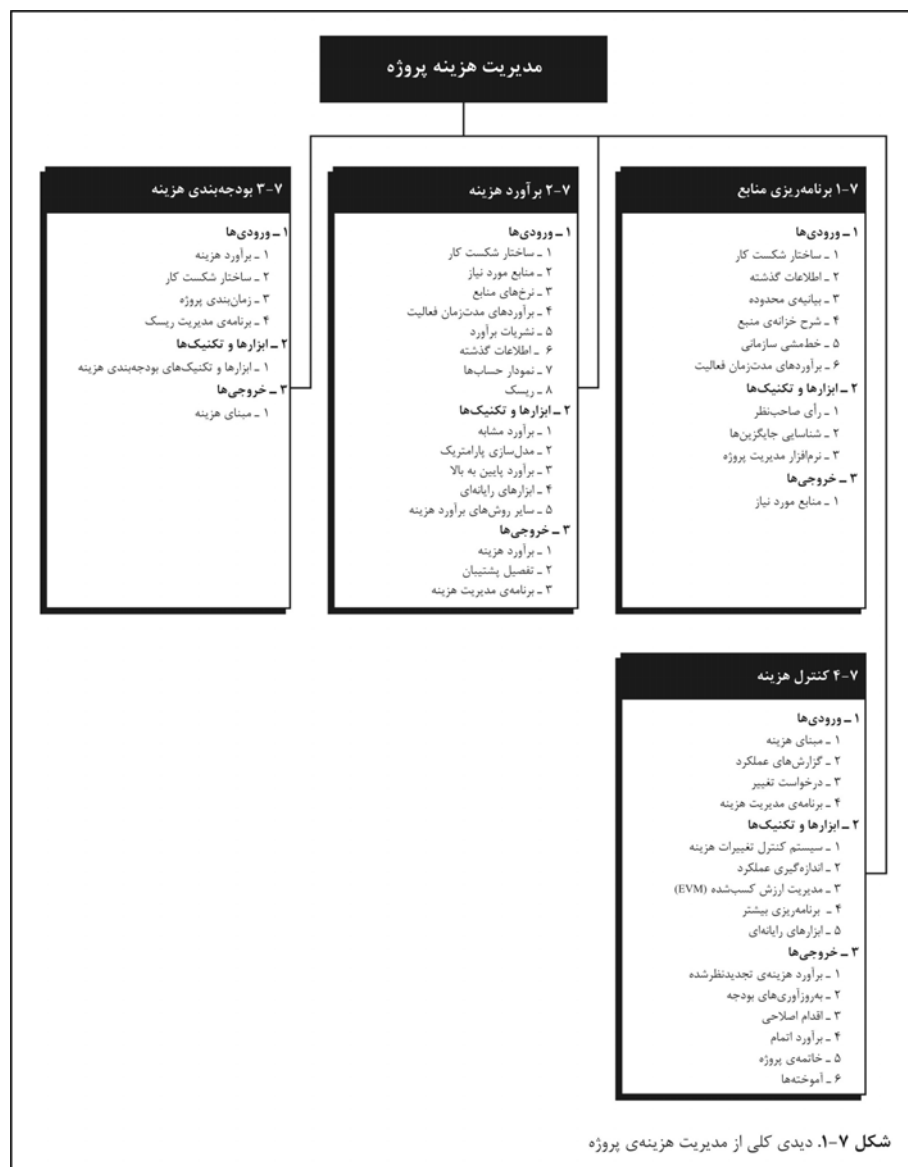 مدیریت هزینه پروژه
۷-۱ برنامه‌ریزی منابع
۱ ـ ورودی‌ها
۱ ـ ساختار شکست کار
۲ ـ اطلاعات گذشته
۳ ـ بیانیه‌ی محدوده
۴ ـ شرح خزانه‌ی منبع
۵ ـ خط‌مشی سازمانی
۶ ـ برآوردهای مدت‌زمان فعالیت
۲ ـ ابزارها و تکنیک‌ها
۱ ـ رأی صاحب‌نظر
۲ ـ شناسایی جایگزین‌ها
۳ ـ نرم‌افزار مدیریت پروژه
۳ ـ خروجی‌ها
۱ ـ منابع مورد نیاز
۷-۲ برآورد هزینه
۱ ـ ورودی‌ها
۱ ـ ساختار شکست کار
۲ ـ منابع مورد نیاز
۳ ـ نرخ‌های منابع
۴ ـ برآوردهای مدت‌زمان فعالیت
۵ ـ نشریات برآورد
۶ ـ اطلاعات گذشته
۷ ـ نمودار حساب‌ها
۸ ـ ریسک
۲ ـ ابزارها و تکنیک‌ها
۱ ـ برآورد مشابه
۲ ـ مدل‌سازی پارامتریک
۳ ـ برآورد پایین به بالا
۴ ـ ابزارهای رایانه‌ای
۵ ـ سایر روش‌های برآورد هزینه
۳ ـ خروجی‌ها
۱ ـ برآورد هزینه
۲ ـ تفصیل پشتیبان
۳ ـ برنامه‌ی مدیریت هزینه
۷-۳ بودجه‌بندی هزینه
۱ ـ ورودی‌ها
۱ ـ برآورد هزینه
۲ ـ ساختار شکست کار
۳ ـ زمان‌بندی پروژه
۴ ـ برنامه‌ی مدیریت ریسک
۲ ـ ابزارها و تکنیک‌ها
۱ ـ ابزارها و تکنیک‌های بودجه‌بندی هزینه
۳ ـ خروجی‌ها
۱ ـ مبنای هزینه
۷-۴ کنترل هزینه
۱ ـ ورودی‌ها
۱ ـ مبنای هزینه
۲ ـ گزارش‌های عملکرد
۳ ـ درخواست تغییر
۴ ـ برنامه‌ی مدیریت هزینه
۲ ـ ابزارها و تکنیک‌ها
۱ ـ سیستم کنترل تغییرات هزینه
۲ ـ اندازه‌گیری عملکرد
۳ ـ مدیریت ارزش کسب‌شده (EVM)
۴ ـ برنامه‌ریزی بیشتر
۵ ـ ابزارهای رایانه‌ای
۳ ـ خروجی‌ها
۱ ـ برآورد هزینه‌ی تجدیدنظرشده
۲ ـ به‌روزآوری‌های بودجه
۳ ـ اقدام اصلاحی
۴ ـ برآورد اتمام
۵ ـ خاتمه‌ی پروژه
۶ ـ آموخته‌ها
شکل ۷-۱. دیدی کلی از مدیریت هزینه‌ی پروژه